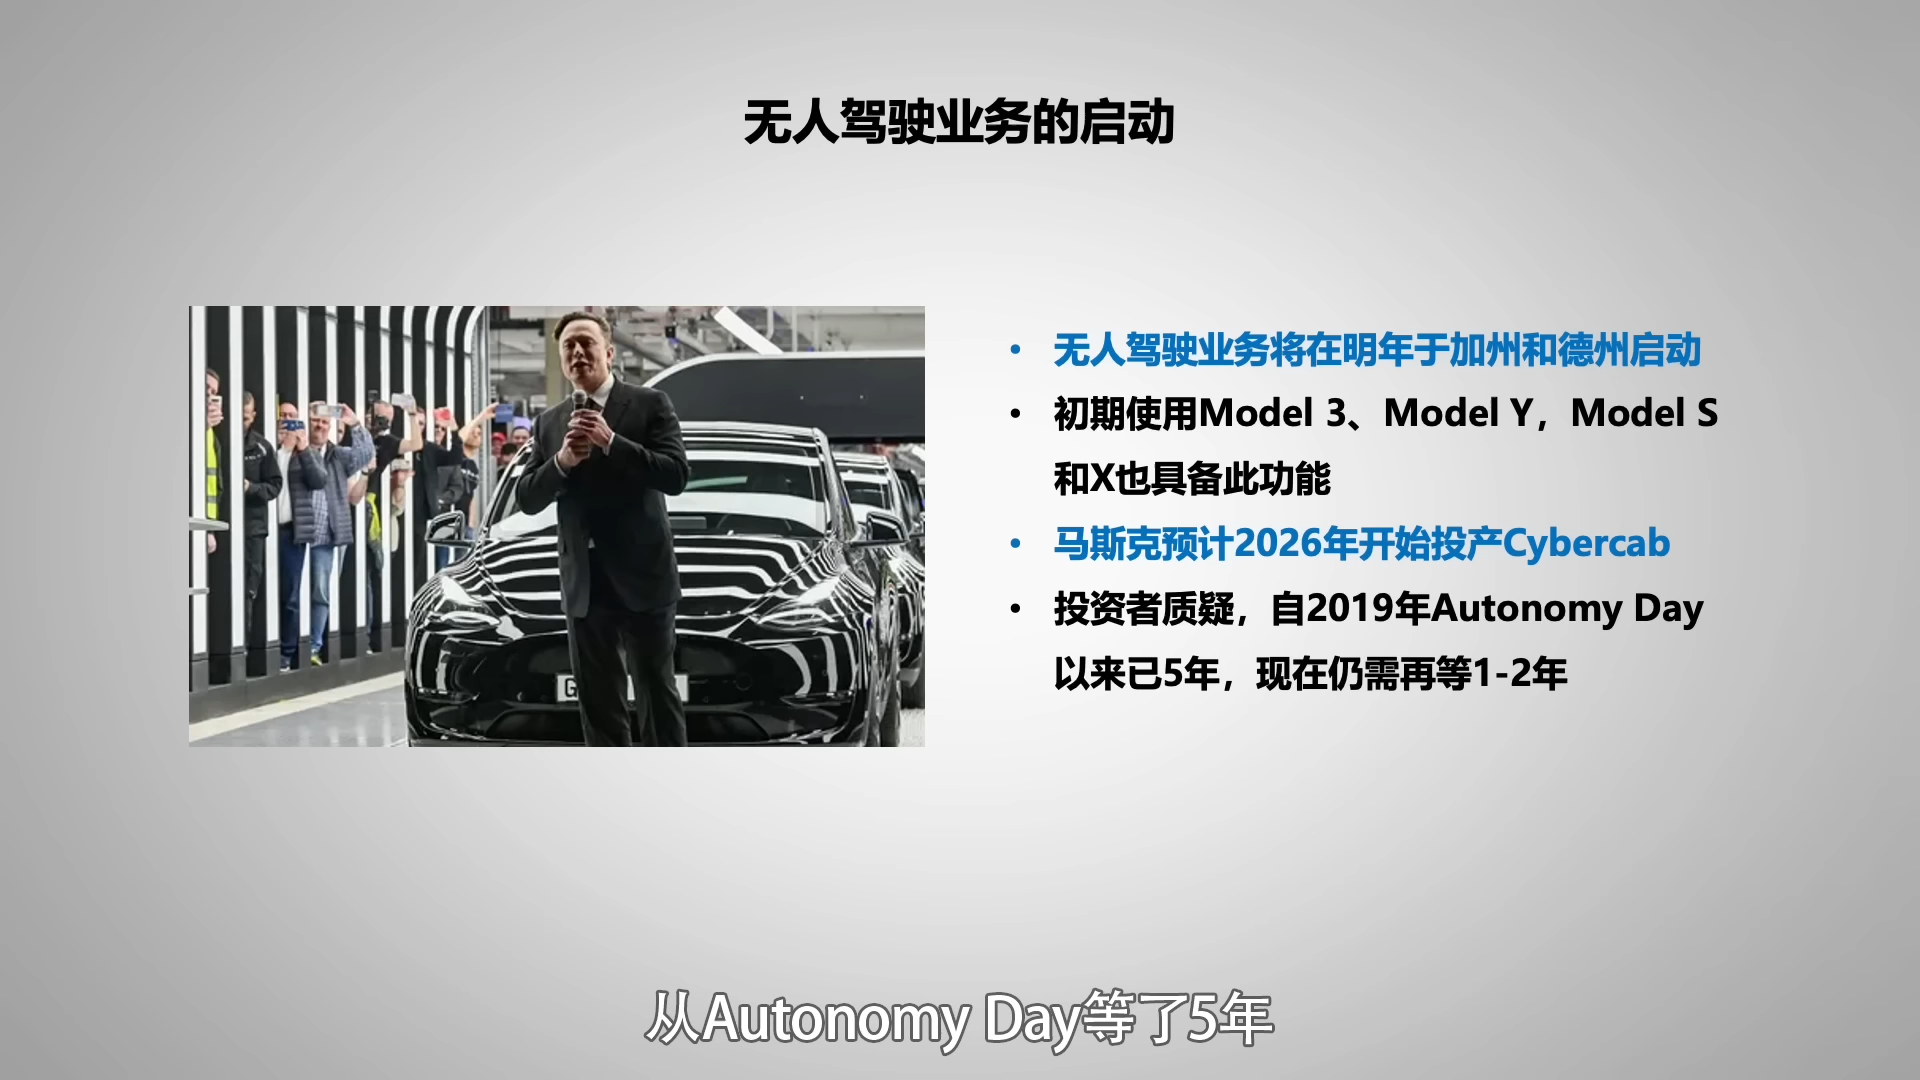 无人驾驶业务的启动
• 无人驾驶业务将在明年于加州和德州启动
• 初期使用Model 3、Model Y，Model S
和X也具备此功能
• 马斯克预计2026年开始投产Cybercab
• 投资者质疑，自2019年Autonomy Day
以来已5年，现在仍需再等1-2年
从Autonomy Day等了5年